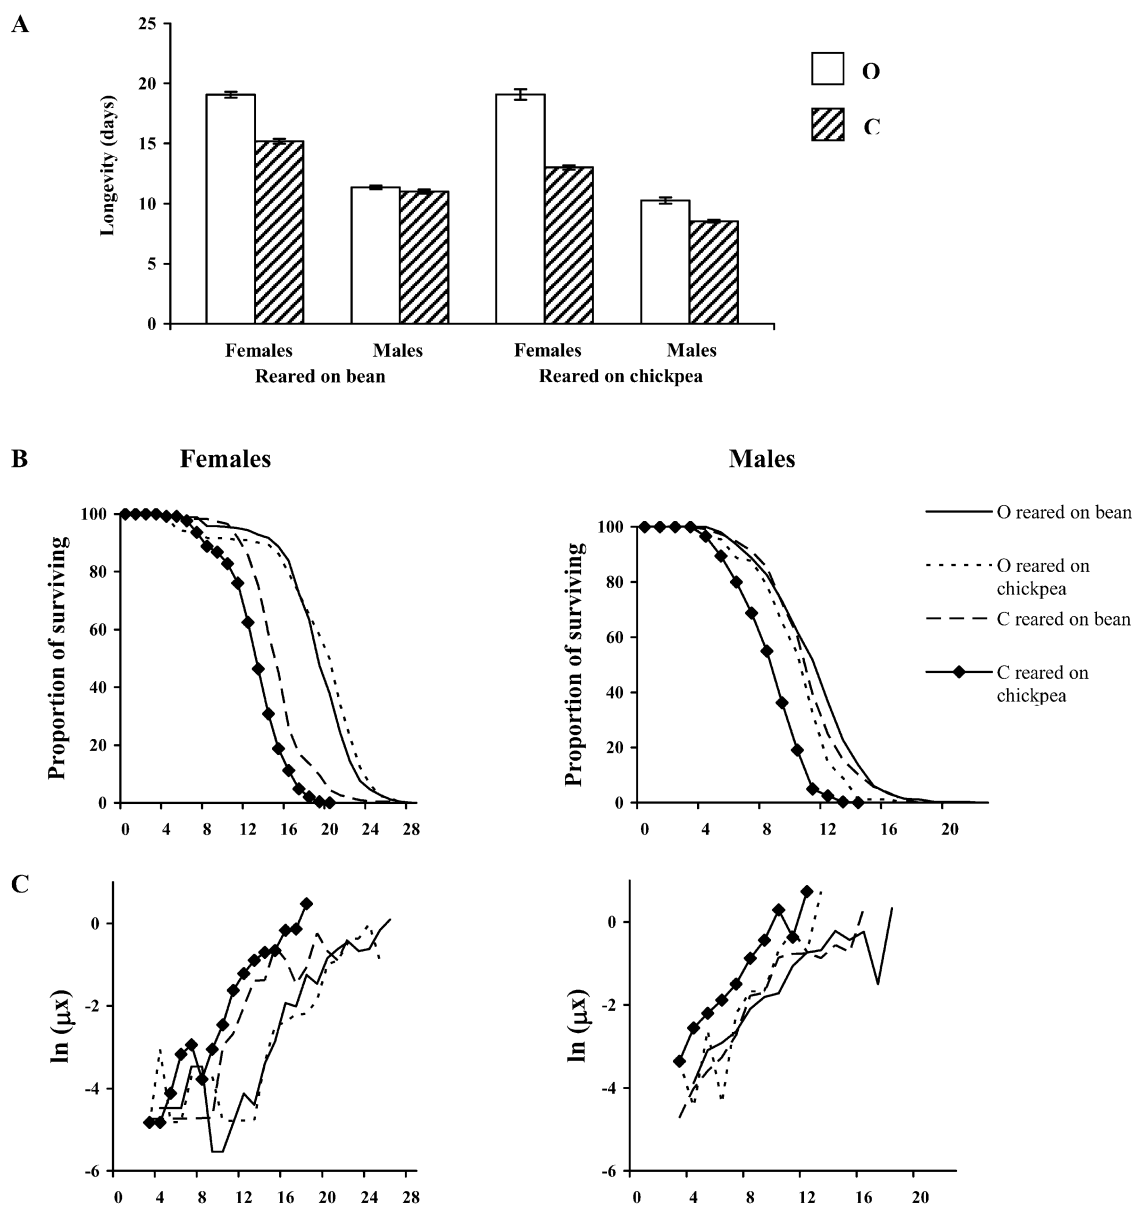 A
25
20
15
10
5
0
Longevity (days)
O
C
Females Males Females Males
Reared on bean Reared on chickpea
B
Females Males
100
80
60
40
20
0
Proportion of surviving
0 4 8 12 16 24 28
100
80
60
40
20
0
Proportion of surviving
0 4 8 12 16 20
O reared on bean
O reared on
chickpea
C reared on bean
C reared on
chickpea
C
0
-2
-4
-6
ln (μx)
0 4 8 12 16 20 24 28
0
-2
-4
-6
ln (μx)
0 4 8 12 16 20